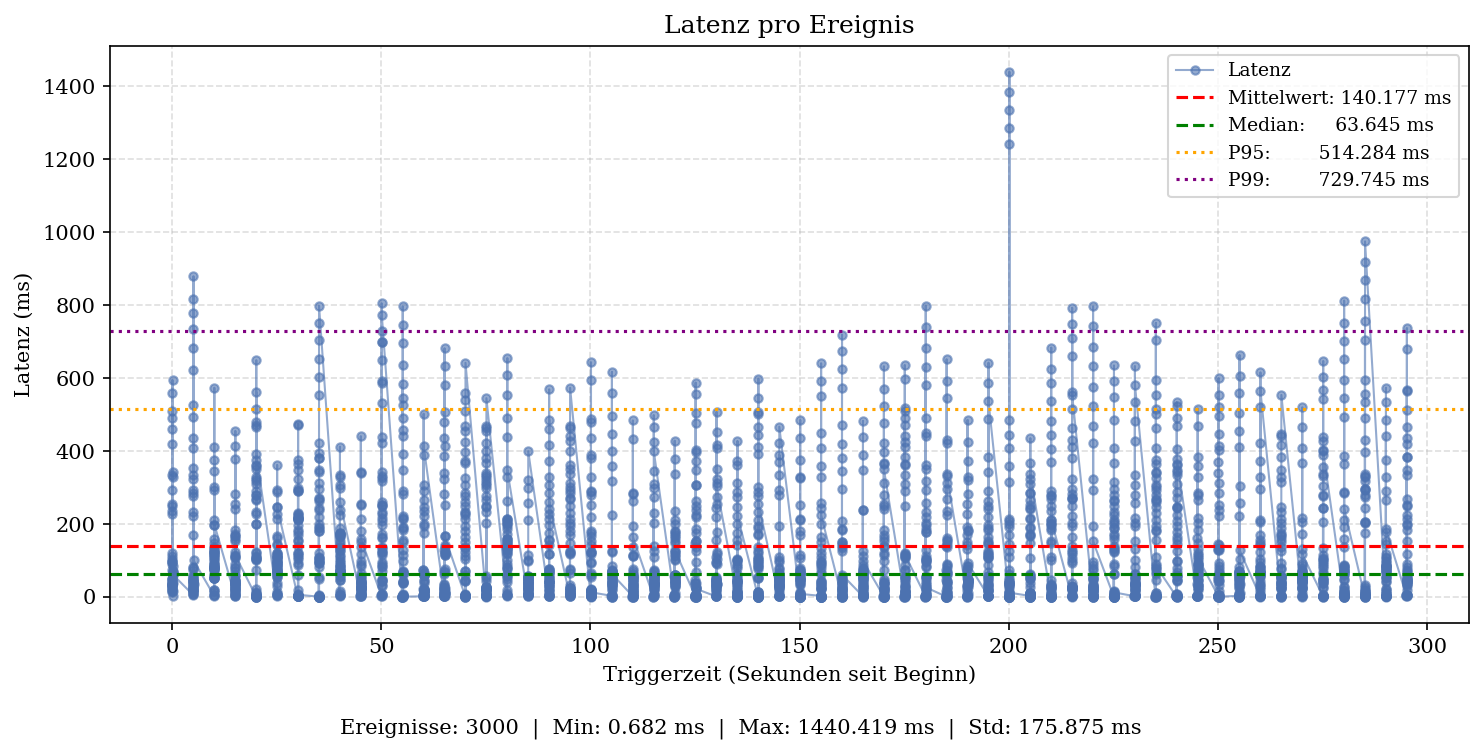 Latenz pro Ereignis
Latenz (ms)
1400
1200
1000
800
600
400
200
0
Latenz
Mittelwert: 140.177 ms
Median: 63.645 ms
P95: 514.284 ms
P99: 729.745 ms
0 50 100 150 200 250 300
Triggerzeit (Sekunden seit Beginn)
Ereignisse: 3000 | Min: 0.682 ms | Max: 1440.419 ms | Std: 175.875 ms